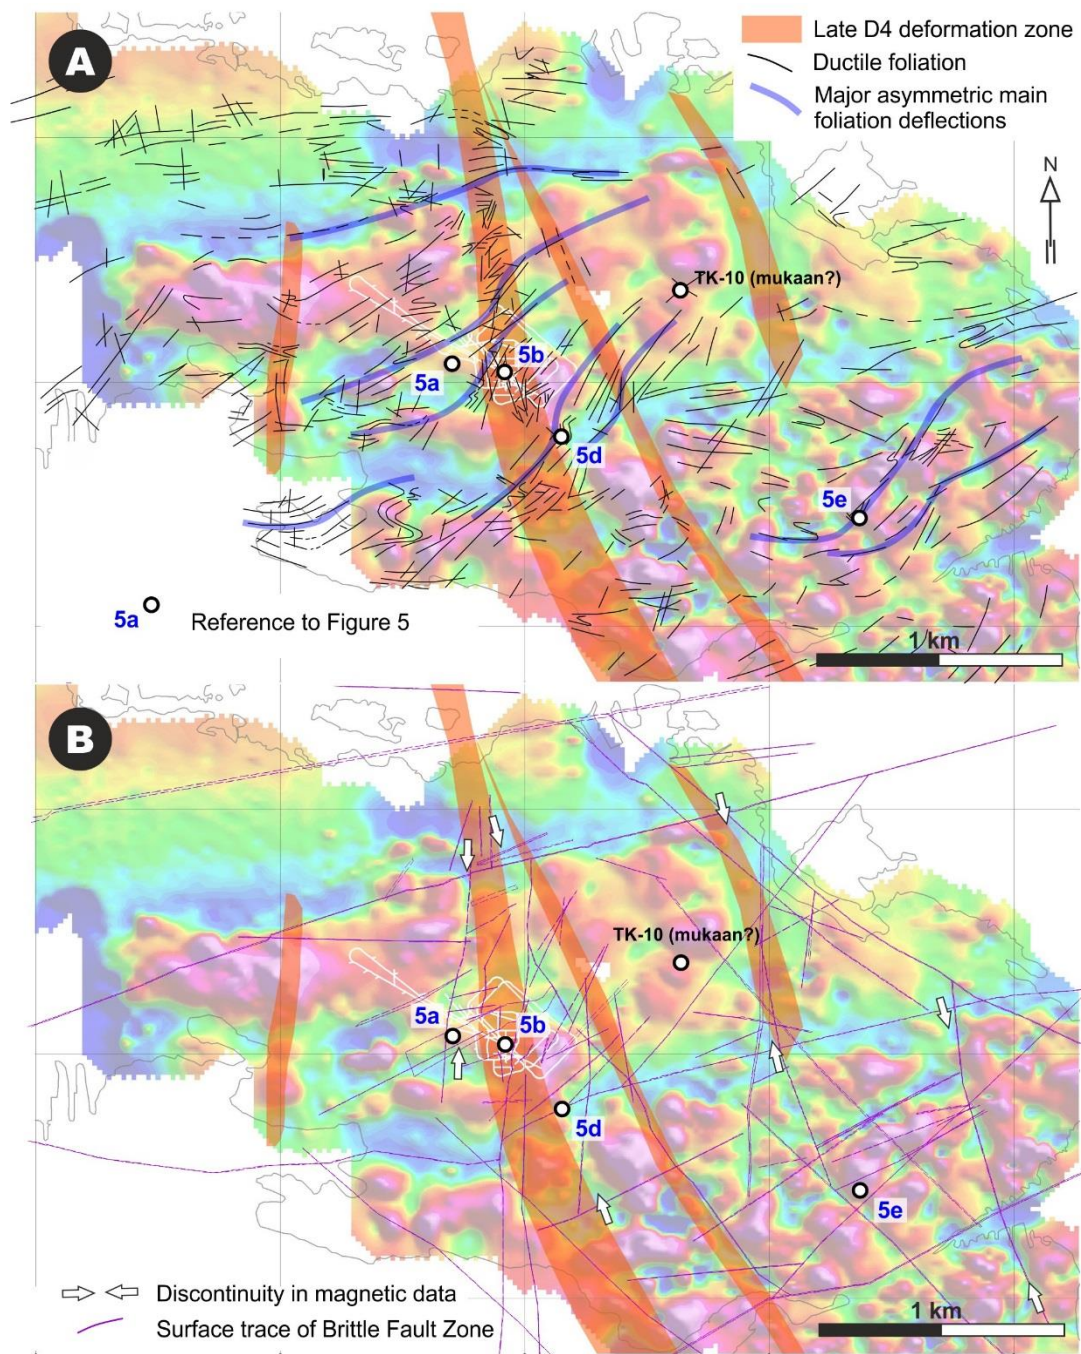 A
Late D4 deformation zone
Ductile foliation
Major asymmetric main
foliation deflections
N
TK-10 (mukaan?)
5b
5a
5d
5e
5a
Reference to Figure 5
1 km
B
TK-10 (mukaan?)
5a
5b
5d
5e
Discontinuity in magnetic data
Surface trace of Brittle Fault Zone
1 km